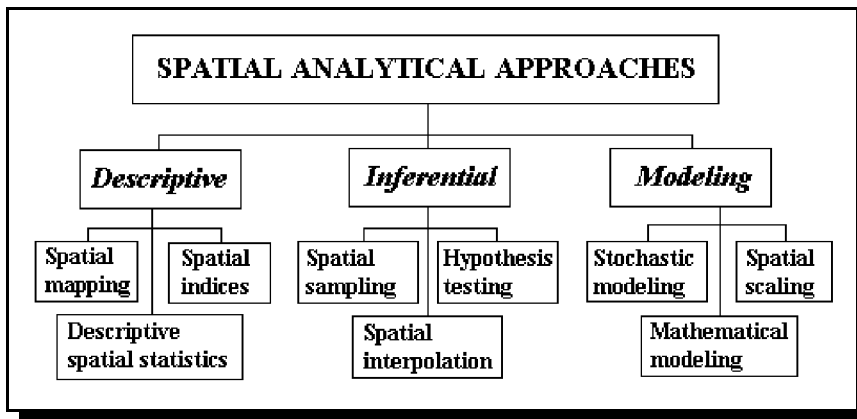 SPATIAL ANALYTICAL APPROACHES
Descriptive
Inferential
Modeling
Spatial
mapping
Spatial
indices
Descriptive
spatial statistics
Spatial
sampling
Hypothesis
testing
Spatial
interpolation
Stochastic
modeling
Spatial
scaling
Mathematical
modeling